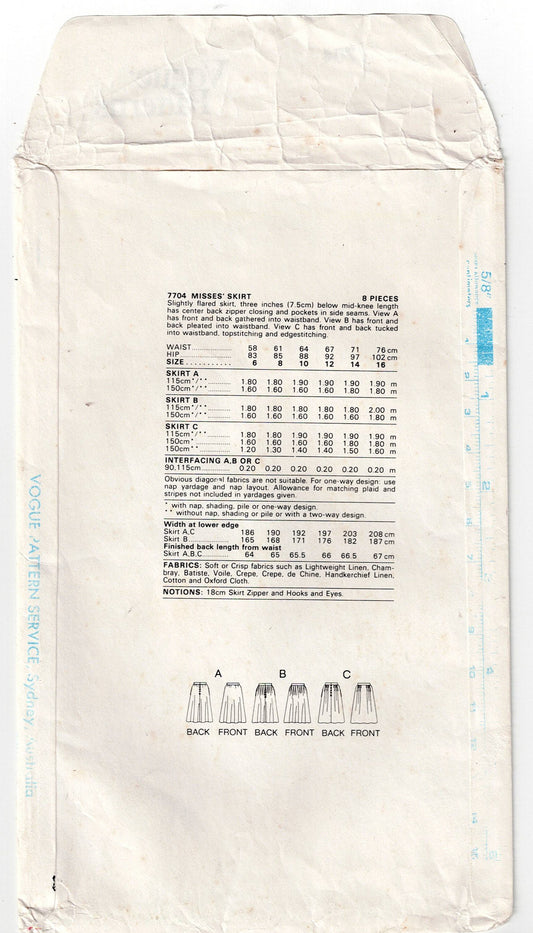 7704 MISSES' SKIRT 8 PIECES
Slightly flared skirt, three inches (7.5cm) below mid-knee length
has center back zipper closing and pockets in side seams. View A
has front and back gathered into waistband. View B has front and
back pleated into waistband. View C has front and back tucked
into waistband, topstitching and edgestitching.
WAIST 58 61 64 67 71 76 cm
HIP 83 85 88 92 97 102 cm
SIZE 6 8 10 12 14 16
SKIRT A
115cm*/** 1.80 1.80 1.90 1.90 1.90 1.90 m
150cm*/** 1.60 1.60 1.60 1.60 1.80 1.80 m
SKIRT B
115cm*/** 1.80 1.80 1.80 1.80 1.80 2.00 m
150cm*/** 1.60 1.60 1.60 1.60 1.80 1.80 m
SKIRT C
115cm*/** 1.80 1.80 1.90 1.90 1.90 1.90 m
150cm* 1.60 1.60 1.60 1.60 1.80 1.80 m
150cm** 1.20 1.30 1.40 1.40 1.50 1.60 m
INTERFACING A,B OR C
90,115cm 0.20 0.20 0.20 0.20 0.20 0.20 m
Obvious diagonal fabrics are not suitable. For one-way design: use
nap yardage and nap layout. Allowance for matching plaid and
stripes not included in yardages given.
*with nap, shading, pile or one-way design.
**without nap, shading or pile or with a two-way design.
Width at lower edge
Skirt A,C 186 190 192 197 203 208 cm
Skirt B 165 168 171 176 182 187 cm
Finished back length from waist
Skirt A,B,C 64 65 65.5 66 66.5 67 cm
FABRICS: Soft or Crisp fabrics such as Lightweight Linen, Cham-
bray, Batiste, Voile, Crepe, Crepe, de Chine, Handkerchief Linen,
Cotton and Oxford Cloth.
NOTIONS: 18cm Skirt Zipper and Hooks and Eyes.
A B C
BACK FRONT BACK FRONT BACK FRONT
VOGUE PATTERN SERVICE, Sydney, Australia
5/8"
1
2
3
10
11
12
14
15